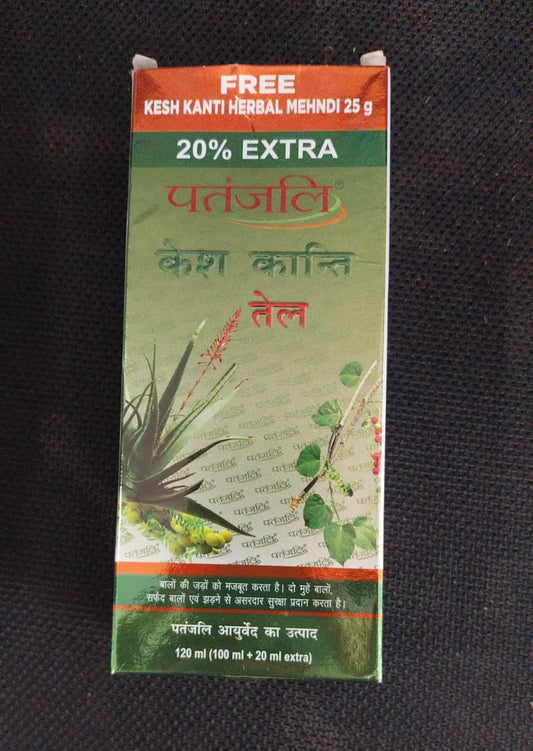 FREE
KESH KANTI HERBAL MEHNDI 25 g
20% EXTRA
पतंजलि®
केश कान्ति
तेल
बालों की जड़ों को मजबूत करता है। दो मुहें बालों,
सफेद बालों एवं झड़ने से असरदार सुरक्षा प्रदान करता है।
पतंजलि आयुर्वेद का उत्पाद
120 ml (100 ml + 20 ml extra)